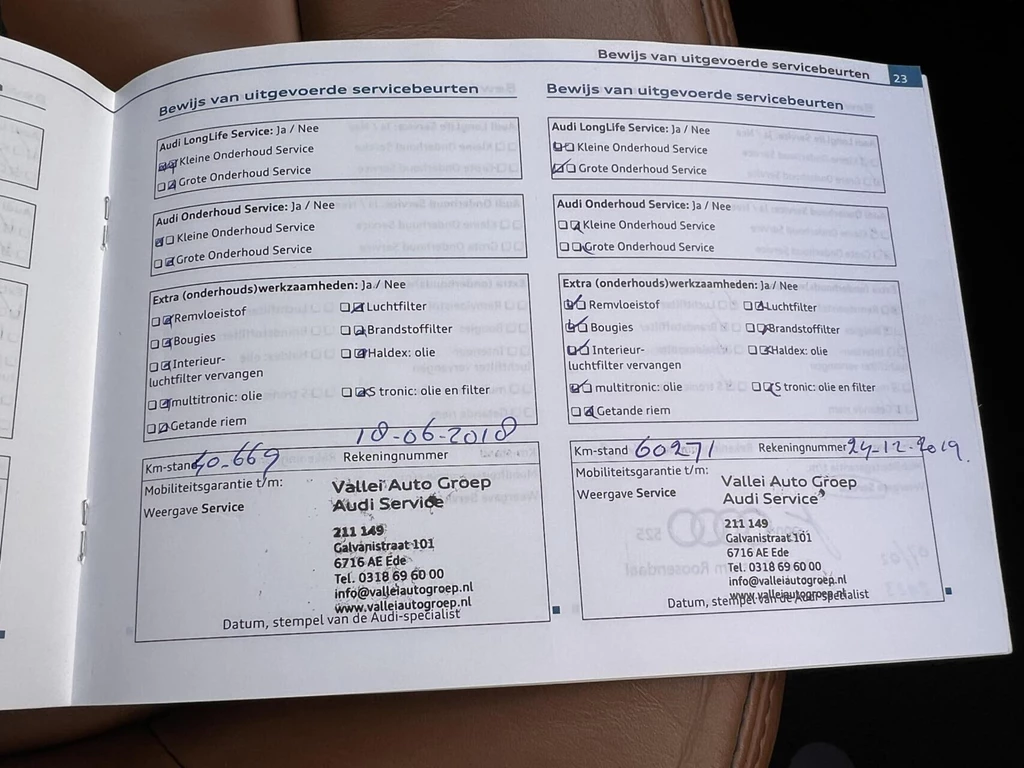 Bewijs van uitgevoerde servicebeurten
23
Bewijs van uitgevoerde servicebeurten
Audi LongLife Service: Ja / Nee
Kleine Onderhoud Service
Grote Onderhoud Service
Audi Onderhoud Service: Ja / Nee
Kleine Onderhoud Service
Grote Onderhoud Service
Extra (onderhouds)werkzaamheden: Ja / Nee
Remvloeistof
Luchtfilter
Bougies
Brandstoffilter
Interieur-
luchtfilter vervangen
Haldex: olie
multitronic: olie
S tronic: olie en filter
Getande riem
18-06-2018
Km-stand 40.669
Rekeningnummer
Mobiliteitsgarantie t/m:
Weergave Service
Vallei Auto Groep
Audi Service
211 149
Galvanistraat 101
6716 AE Ede
Tel. 0318 69 60 00
info@valleiautogroep.nl
www.valleiautogroep.nl
Datum, stempel van de Audi-specialist
Bewijs van uitgevoerde servicebeurten
Audi LongLife Service: Ja / Nee
Kleine Onderhoud Service
Grote Onderhoud Service
Audi Onderhoud Service: Ja / Nee
Kleine Onderhoud Service
Grote Onderhoud Service
Extra (onderhouds)werkzaamheden: Ja / Nee
Remvloeistof
Luchtfilter
Bougies
Brandstoffilter
Interieur-
luchtfilter vervangen
Haldex: olie
multitronic: olie
S tronic: olie en filter
Getande riem
Km-stand 60271
Rekeningnummer 24-12-2019.
Mobiliteitsgarantie t/m:
Weergave Service
Vallei Auto Groep
Audi Service
211 149
Galvanistraat 101
6716 AE Ede
Tel. 0318 69 60 00
info@valleiautogroep.nl
www.valleiautogroep.nl
Datum, stempel van de Audi-specialist